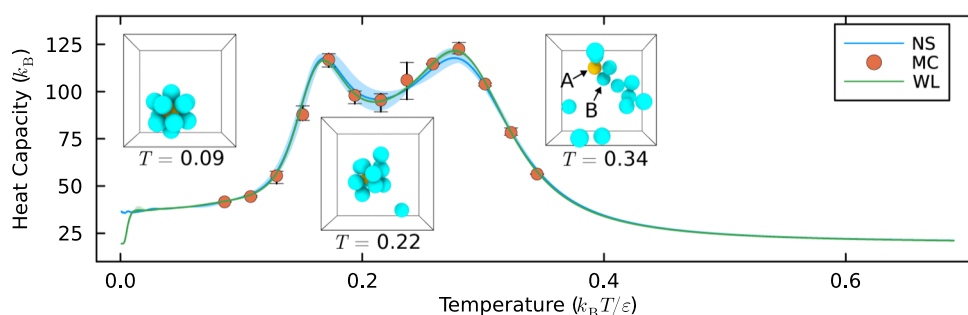 Heat Capacity (k_B)
125
100
75
50
25
T = 0.09
T = 0.22
A
B
T = 0.34
NS
MC
WL
0.0 0.2 0.4 0.6
Temperature (k_BT/ε)